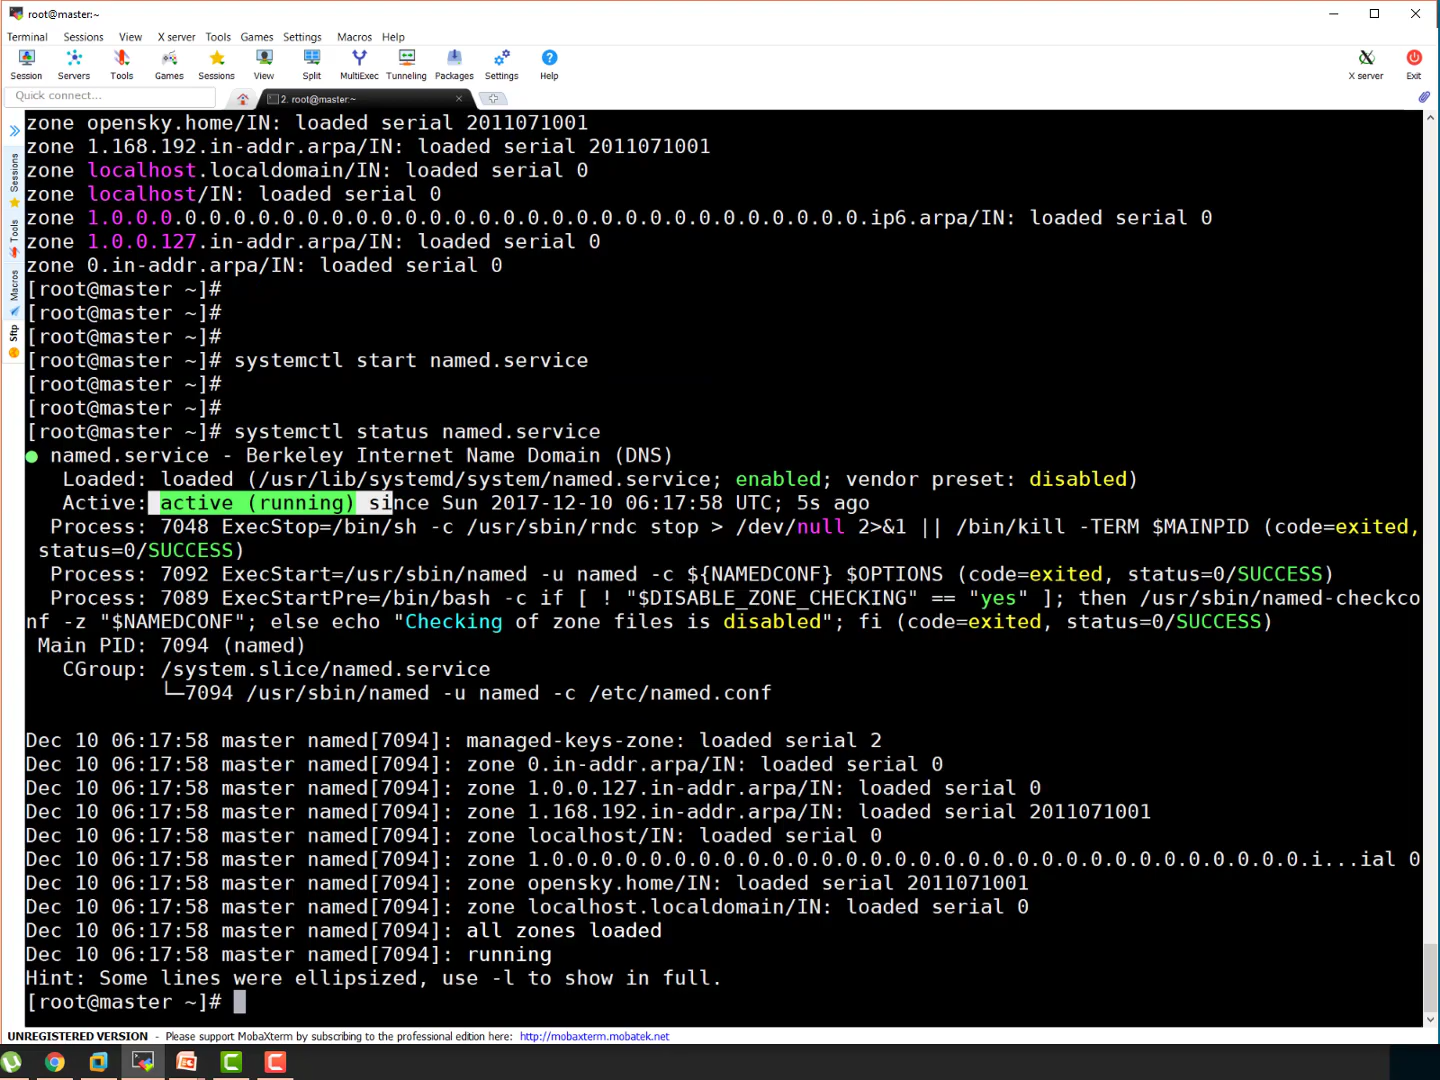 root@master:~
Terminal Sessions View X server Tools Games Settings Macros Help
Session Servers Tools Games Sessions View Split MultiExec Tunneling Packages Settings Help X server Exit
Quick connect... 2. root@master:~
zone opensky.home/IN: loaded serial 2011071001
zone 1.168.192.in-addr.arpa/IN: loaded serial 2011071001
zone localhost.localdomain/IN: loaded serial 0
zone localhost/IN: loaded serial 0
zone 1.0.0.0.0.0.0.0.0.0.0.0.0.0.0.0.0.0.0.0.0.0.0.0.0.0.0.0.0.0.0.0.ip6.arpa/IN: loaded serial 0
zone 1.0.0.127.in-addr.arpa/IN: loaded serial 0
zone 0.in-addr.arpa/IN: loaded serial 0
[root@master ~]#
[root@master ~]#
[root@master ~]#
[root@master ~]# systemctl start named.service
[root@master ~]#
[root@master ~]#
[root@master ~]# systemctl status named.service
● named.service - Berkeley Internet Name Domain (DNS)
Loaded: loaded (/usr/lib/systemd/system/named.service; enabled; vendor preset: disabled)
Active: active (running) since Sun 2017-12-10 06:17:58 UTC; 5s ago
Process: 7048 ExecStop=/bin/sh -c /usr/sbin/rndc stop > /dev/null 2>&1 || /bin/kill -TERM $MAINPID (code=exited,
status=0/SUCCESS)
Process: 7092 ExecStart=/usr/sbin/named -u named -c ${NAMEDCONF} $OPTIONS (code=exited, status=0/SUCCESS)
Process: 7089 ExecStartPre=/bin/bash -c if [ ! "$DISABLE_ZONE_CHECKING" == "yes" ]; then /usr/sbin/named-checkco
nf -z "$NAMEDCONF"; else echo "Checking of zone files is disabled"; fi (code=exited, status=0/SUCCESS)
Main PID: 7094 (named)
CGroup: /system.slice/named.service
└─7094 /usr/sbin/named -u named -c /etc/named.conf
Dec 10 06:17:58 master named[7094]: managed-keys-zone: loaded serial 2
Dec 10 06:17:58 master named[7094]: zone 0.in-addr.arpa/IN: loaded serial 0
Dec 10 06:17:58 master named[7094]: zone 1.0.0.127.in-addr.arpa/IN: loaded serial 0
Dec 10 06:17:58 master named[7094]: zone 1.168.192.in-addr.arpa/IN: loaded serial 2011071001
Dec 10 06:17:58 master named[7094]: zone localhost/IN: loaded serial 0
Dec 10 06:17:58 master named[7094]: zone 1.0.0.0.0.0.0.0.0.0.0.0.0.0.0.0.0.0.0.0.0.0.0.0.0.0.0.0.0.0.0.0.i...ial 0
Dec 10 06:17:58 master named[7094]: zone opensky.home/IN: loaded serial 2011071001
Dec 10 06:17:58 master named[7094]: zone localhost.localdomain/IN: loaded serial 0
Dec 10 06:17:58 master named[7094]: all zones loaded
Dec 10 06:17:58 master named[7094]: running
Hint: Some lines were ellipsized, use -l to show in full.
[root@master ~]#
Sessions
Tools
Macros
Sftp
UNREGISTERED VERSION - Please support MobaXterm by subscribing to the professional edition here: http://mobaxterm.mobatek.net